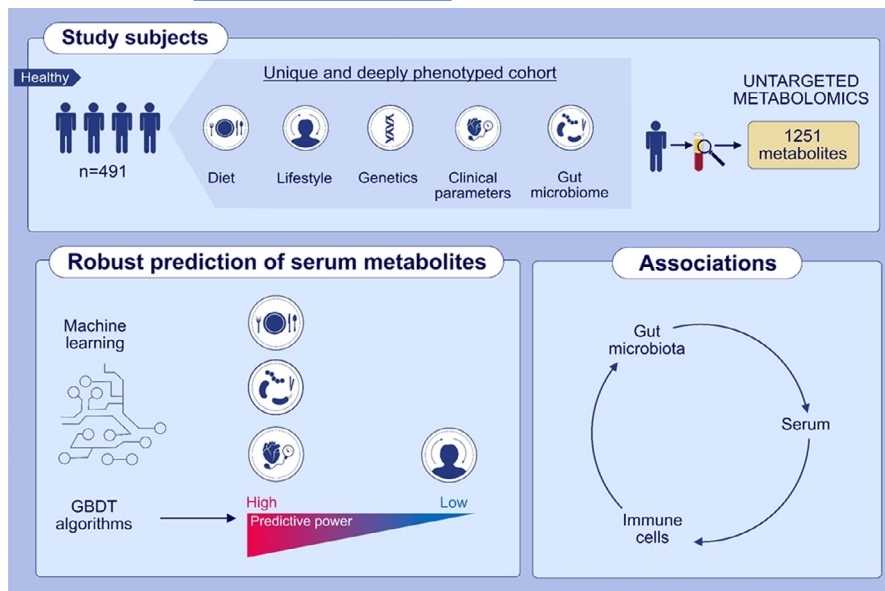 Study subjects
Healthy
n=491
Unique and deeply phenotyped cohort
Diet
Lifestyle
Genetics
Clinical
parameters
Gut
microbiome
UNTARGETED
METABOLOMICS
1251
metabolites
Robust prediction of serum metabolites
Machine
learning
GBDT
algorithms
High
Low
Predictive power
Associations
Gut
microbiota
Serum
Immune
cells